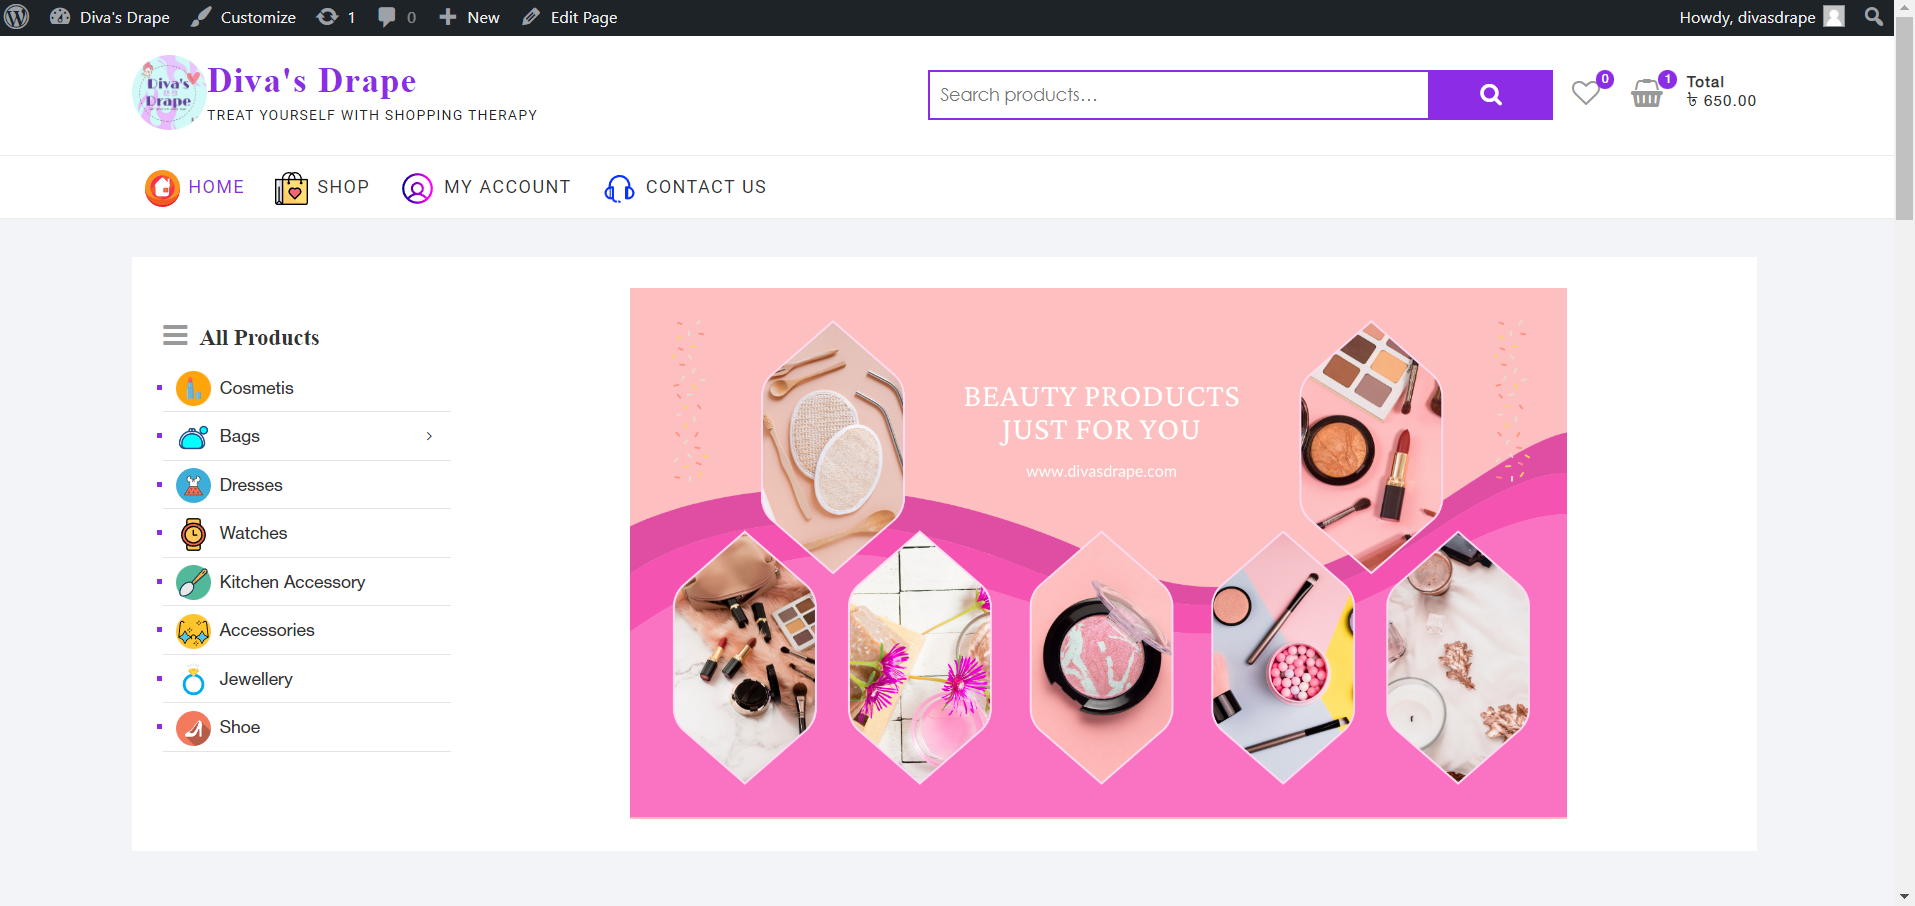 Diva's Drape Customize 1 0 New Edit Page Howdy, divasdrape
Diva's
Drape
Diva's Drape
TREAT YOURSELF WITH SHOPPING THERAPY
Search products...
0
1
Total
৳ 650.00
HOME SHOP MY ACCOUNT CONTACT US
All Products
Cosmetis
Bags
Dresses
Watches
Kitchen Accessory
Accessories
Jewellery
Shoe
BEAUTY PRODUCTS
JUST FOR YOU
www.divasdrape.com